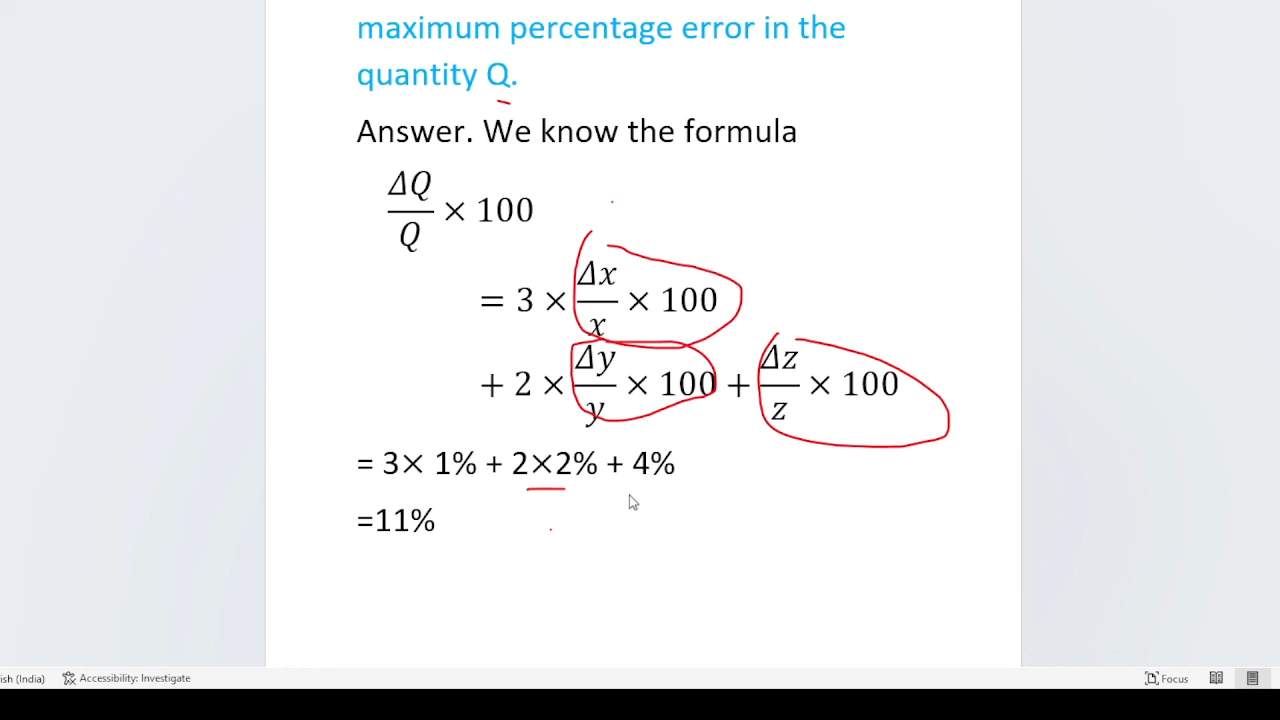 maximum percentage error in the
quantity Q.
Answer. We know the formula
ΔQ/Q × 100
= 3 × Δx/x × 100
+ 2 × Δy/y × 100 + Δz/z × 100
= 3× 1% + 2×2% + 4%
=11%
ish (India) Accessibility: Investigate Focus